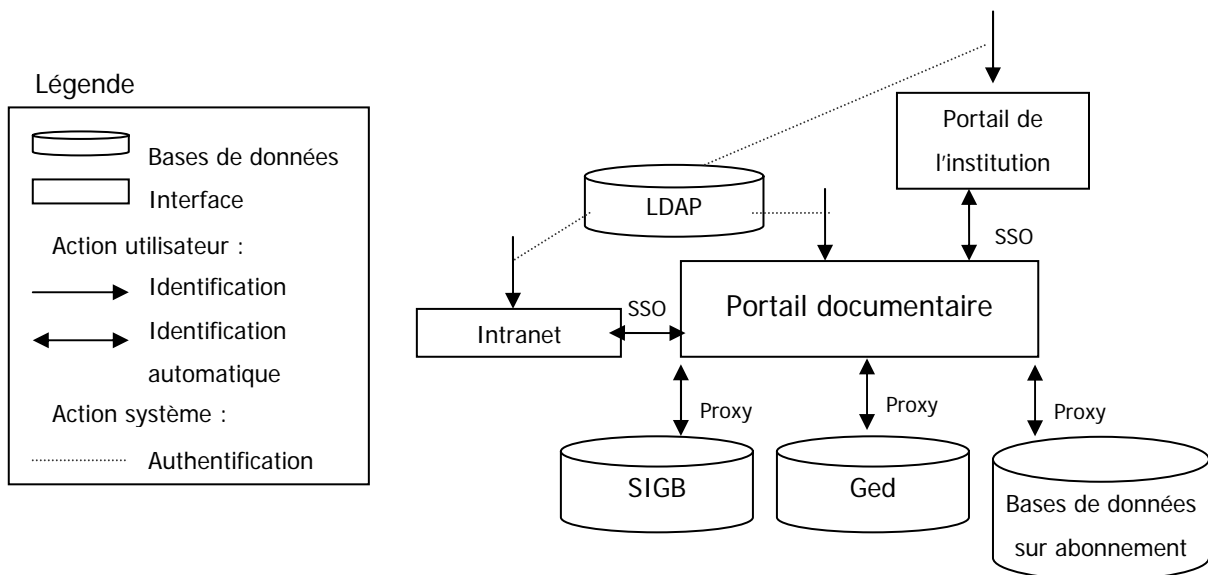 Légende
Bases de données
Interface
Action utilisateur :
Identification
Identification
automatique
Action système :
Authentification
Portail de
l'institution
LDAP
SSO
Portail documentaire
SSO
Intranet
Proxy
Proxy
Proxy
SIGB
Ged
Bases de données
sur abonnement